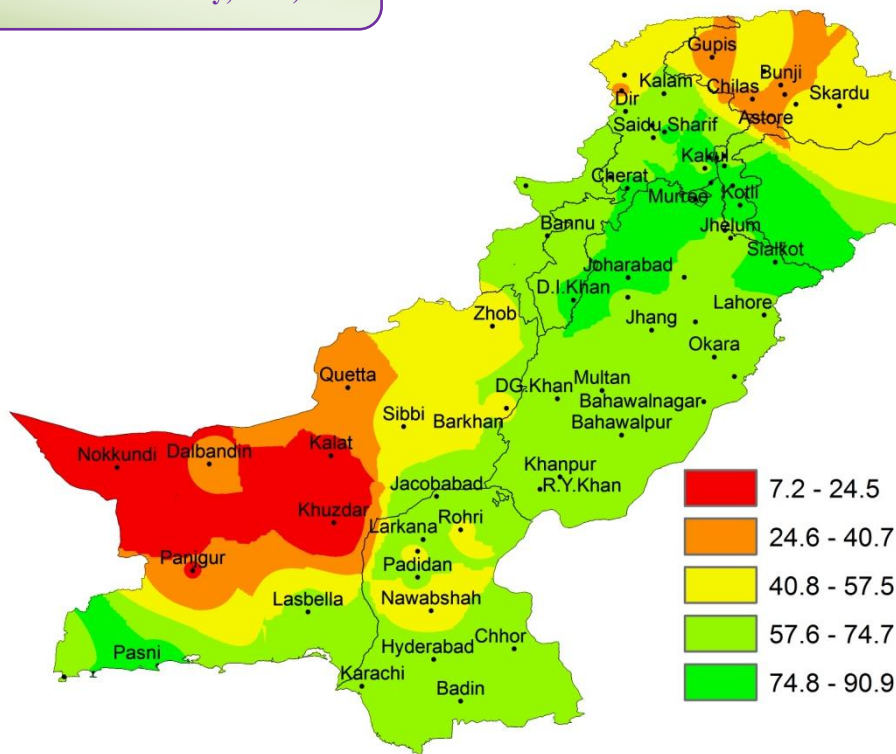 Gupis
Kalam
Bunji
Chilas
Skardu
Dir
Astore
Saidu Sharif
Kakul
Cherat
Murree
Kotli
Bannu
Jhelum
Sialkot
Joharabad
D.I.Khan
Lahore
Zhob
Jhang
Okara
Quetta
DG.Khan
Multan
Bahawalnagar
Sibbi
Barkhan
Bahawalpur
Nokkundi
Dalbandin
Kalat
Khanpur
R.Y.Khan
Jacobabad
Khuzdar
Larkana
Rohri
Panjgur
Padidan
Lasbella
Nawabshah
Pasni
Hyderabad
Chhor
Karachi
Badin
7.2 - 24.5
24.6 - 40.7
40.8 - 57.5
57.6 - 74.7
74.8 - 90.9